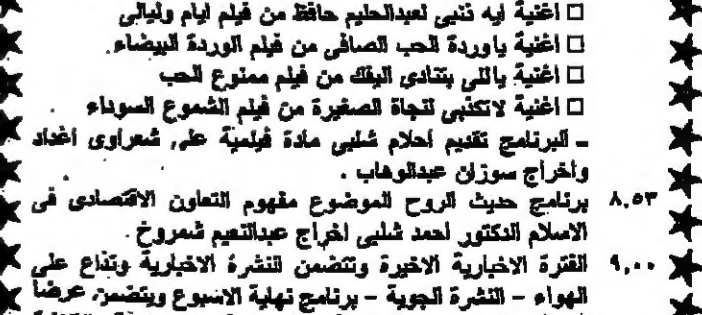 □ اغنية ايه ننبى لعبدالحليم حافظ من فيلم ايام وليالى
□ اغنية ياوردة الحب الصافى من فيلم الوردة البيضاء
□ اغنية ياللى بتنادى اليفك من فيلم ممنوع الحب
□ اغنية لاتكذبى لنجاة الصغيرة من فيلم الشموع السوداء
ـ البرنامج تقديم احلام شلبى مادة فيلمية على شعراوى اعداد
واخراج سوزان عبدالوهاب .
٨,٥٣ برنامج حديث الروح الموضوع مفهوم التعاون الاقتصادى فى
الاسلام الدكتور احمد شلبى اخراج عبدالنعيم شمروخ .
٩,٠٠ الفترة الاخبارية الاخيرة وتتضمن النشرة الاخبارية وتذاع على
الهواء – النشرة الجوية – برنامج نهاية الاسبوع ويتضمن عرضا